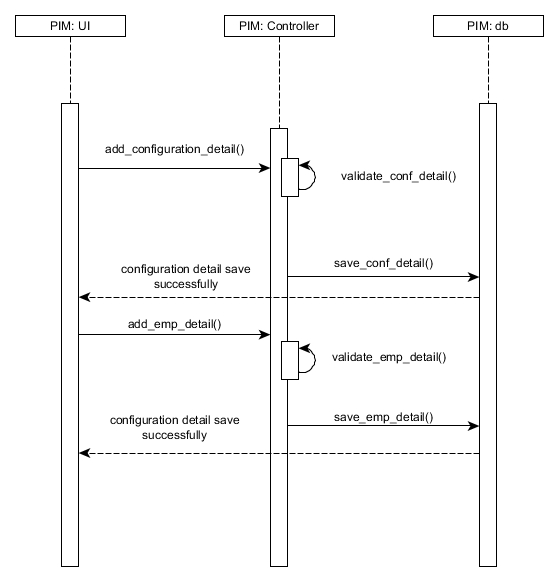 PIM: UI
PIM: Controller
PIM: db
add_configuration_detail()
validate_conf_detail()
save_conf_detail()
configuration detail save
successfully
add_emp_detail()
validate_emp_detail()
save_emp_detail()
configuration detail save
successfully